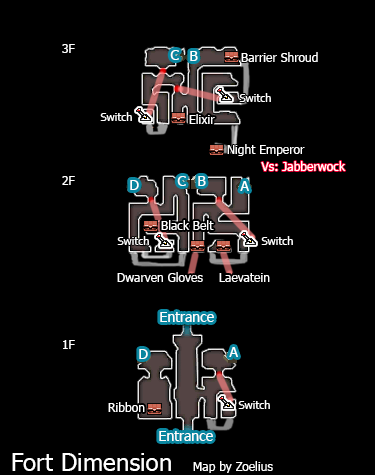 3F
C B
Barrier Shroud
Switch
Switch
Elixir
Night Emperor
Vs: Jabberwock
2F
D C B A
Black Belt
Switch
Switch
Dwarven Gloves
Laevatein
Entrance
1F
D A
Ribbon
Switch
Entrance
Fort Dimension
Map by Zoelius